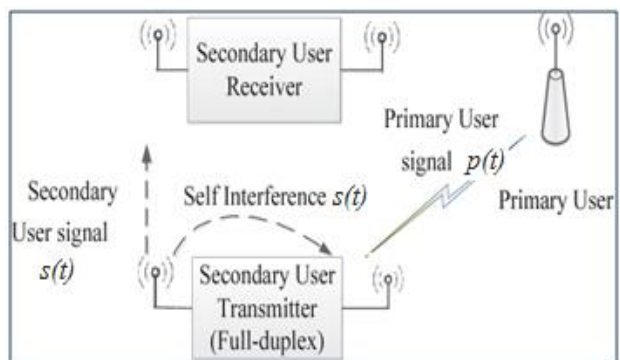 Secondary User
Receiver
Primary User
signal p(t)
Primary User
Secondary
User signal
s(t)
Self Interference s(t)
Secondary User
Transmitter
(Full-duplex)